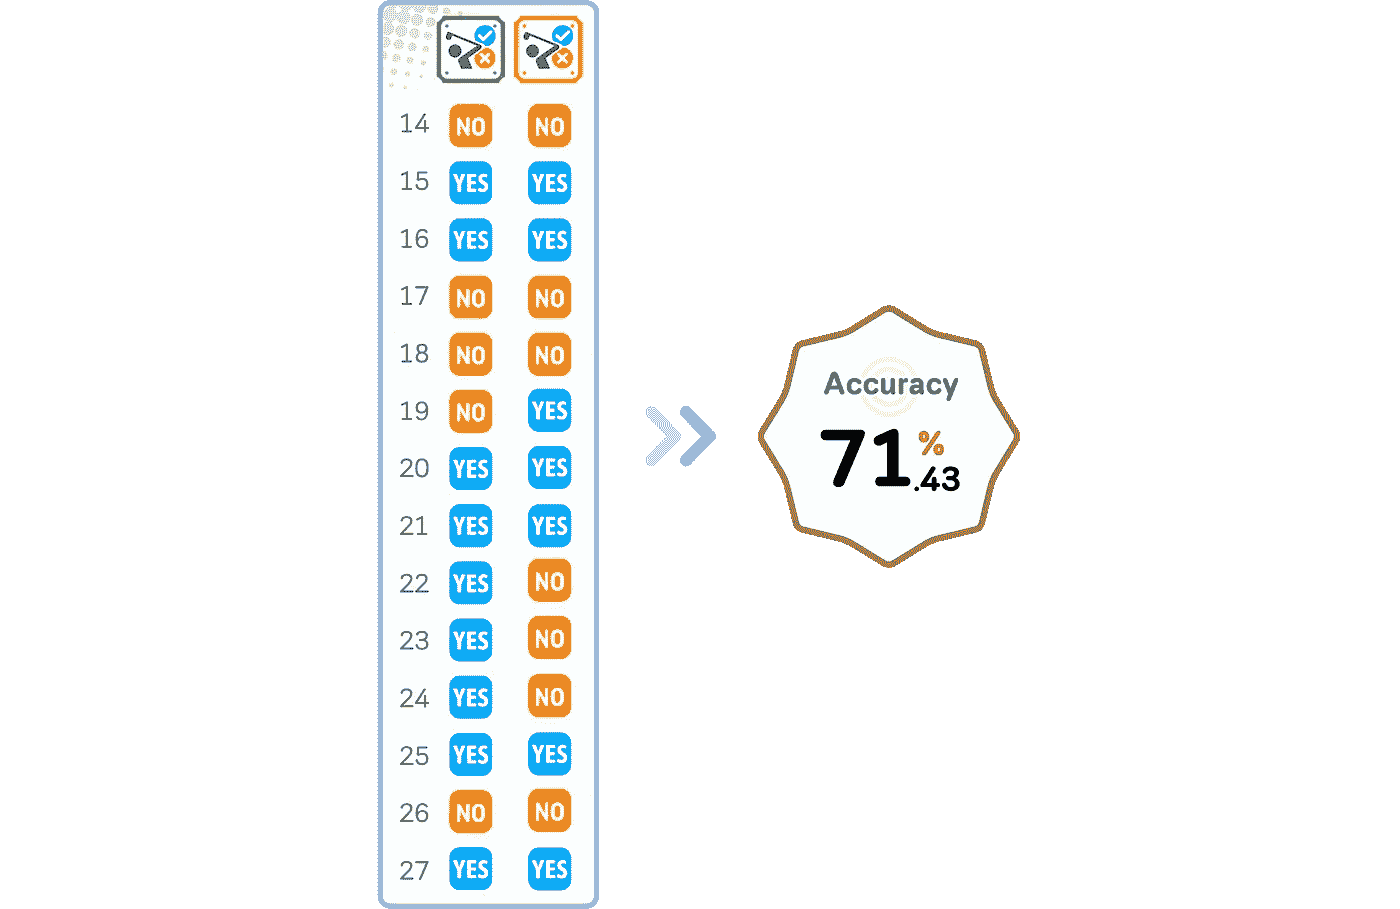 14 NO NO
15 YES YES
16 YES YES
17 NO NO
18 NO NO
19 NO YES
20 YES YES
21 YES YES
22 YES NO
23 YES NO
24 YES NO
25 YES YES
26 NO NO
27 YES YES
Accuracy
71.43%